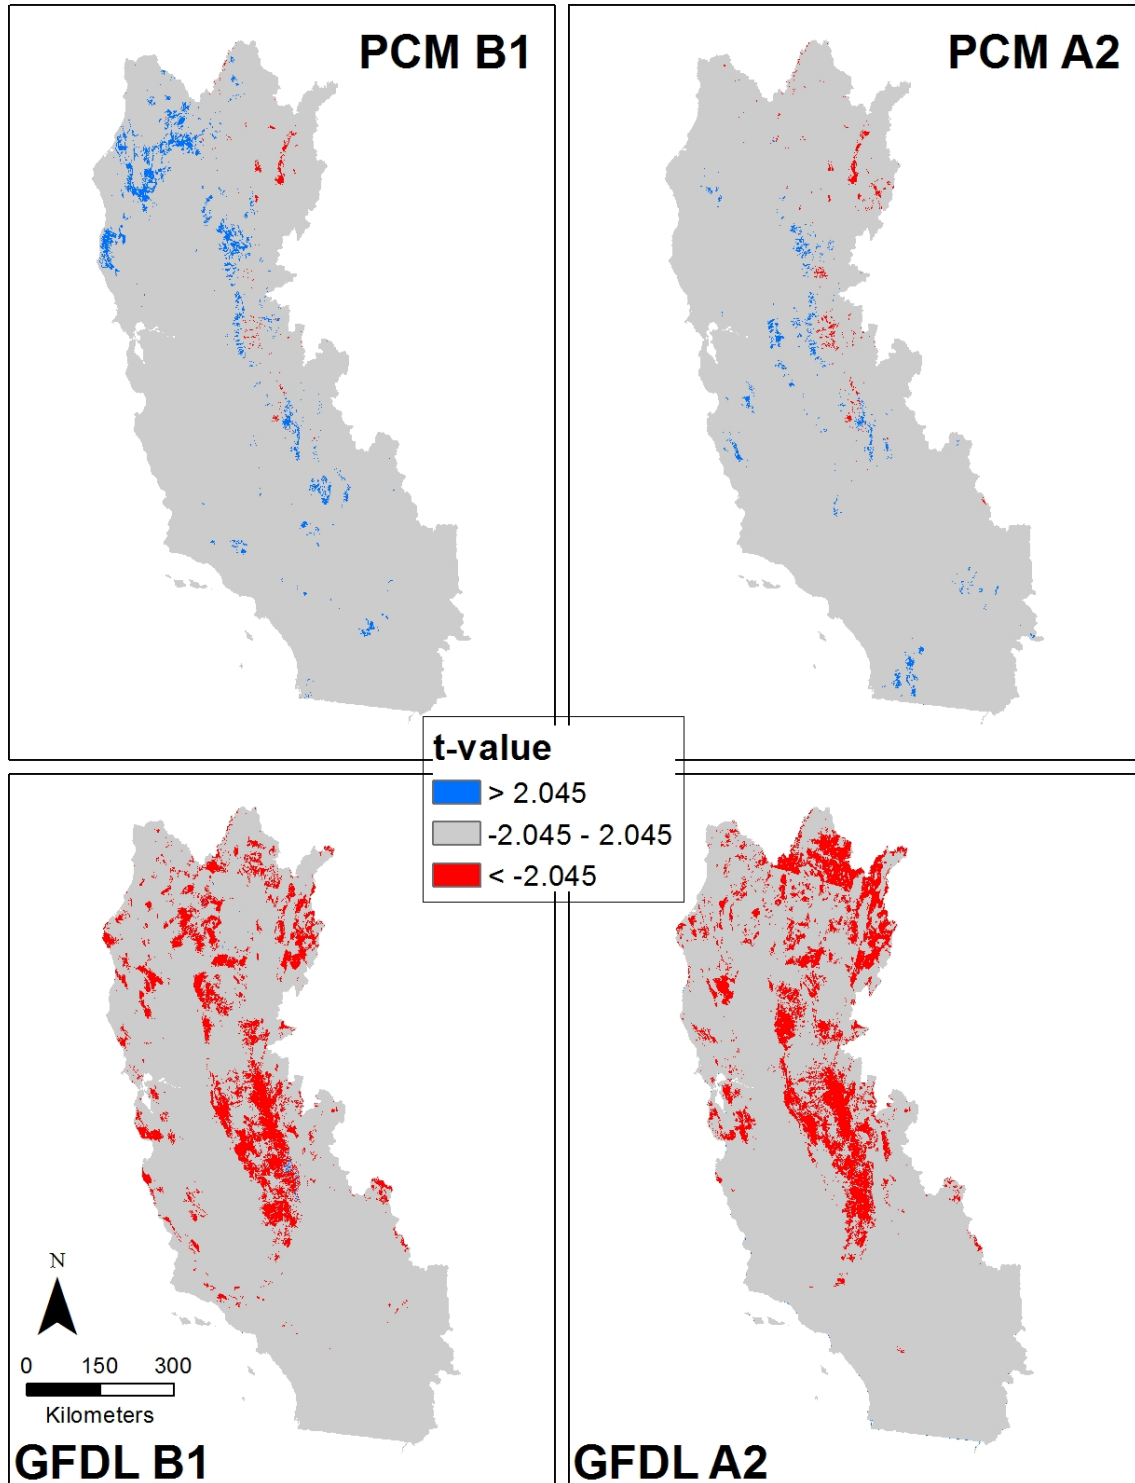 PCM B1
PCM A2
t-value
> 2.045
-2.045 - 2.045
< -2.045
N
0 150 300
Kilometers
GFDL B1
GFDL A2